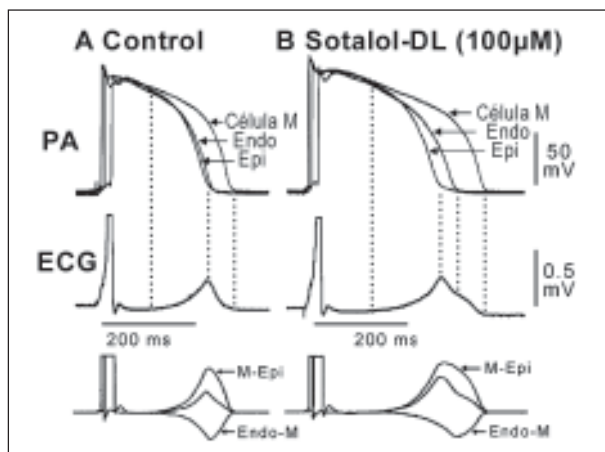 A Control
B Sotalol-DL (100µM)
PA
Célula M
Endo
Epi
Célula M
Endo
Epi
50
mV
ECG
0.5
mV
200 ms
200 ms
M-Epi
Endo-M
M-Epi
Endo-M